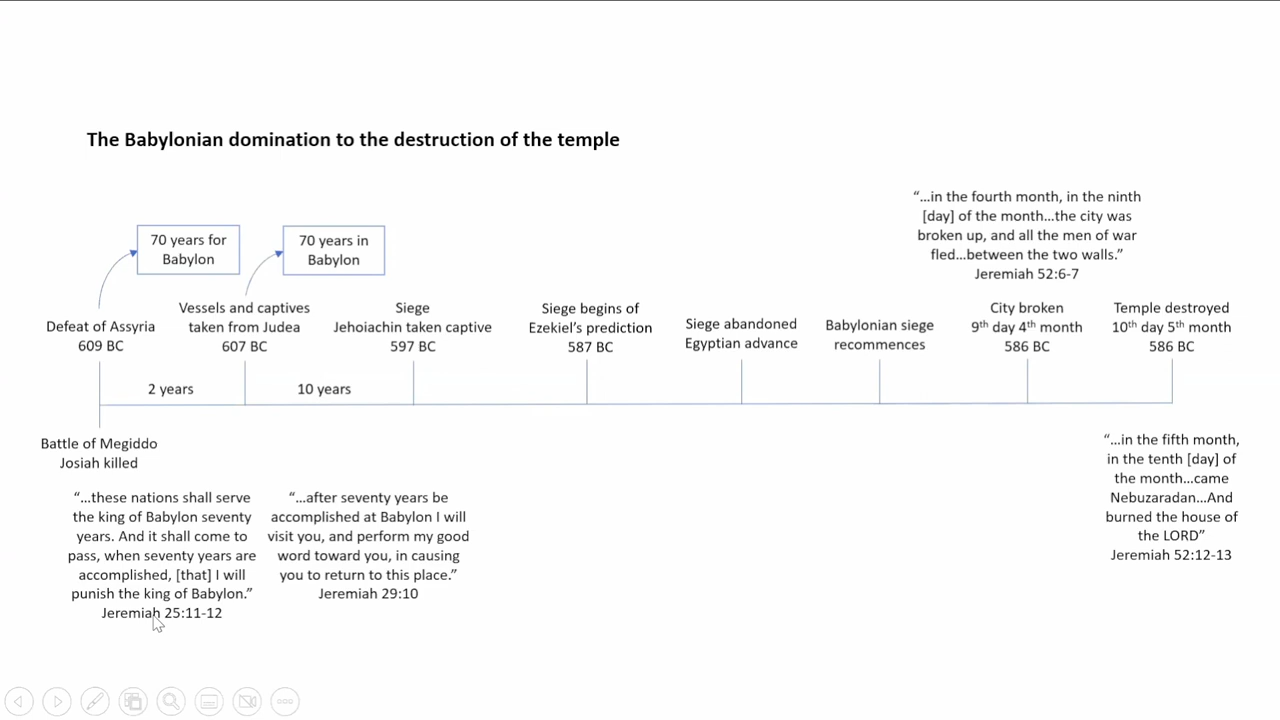 The Babylonian domination to the destruction of the temple
“...in the fourth month, in the ninth
[day] of the month...the city was
broken up, and all the men of war
fled...between the two walls.”
Jeremiah 52:6-7
70 years for
Babylon
70 years in
Babylon
Defeat of Assyria
609 BC
Vessels and captives
taken from Judea
607 BC
Siege
Jehoiachin taken captive
597 BC
Siege begins of
Ezekiel’s prediction
587 BC
Siege abandoned
Egyptian advance
Babylonian siege
recommences
City broken
9th day 4th month
586 BC
Temple destroyed
10th day 5th month
586 BC
2 years
10 years
Battle of Megiddo
Josiah killed
“...these nations shall serve
the king of Babylon seventy
years. And it shall come to
pass, when seventy years are
accomplished, [that] I will
punish the king of Babylon.”
Jeremiah 25:11-12
“...after seventy years be
accomplished at Babylon I will
visit you, and perform my good
word toward you, in causing
you to return to this place.”
Jeremiah 29:10
“...in the fifth month,
in the tenth [day] of
the month...came
Nebuzaradan...And
burned the house of
the LORD”
Jeremiah 52:12-13